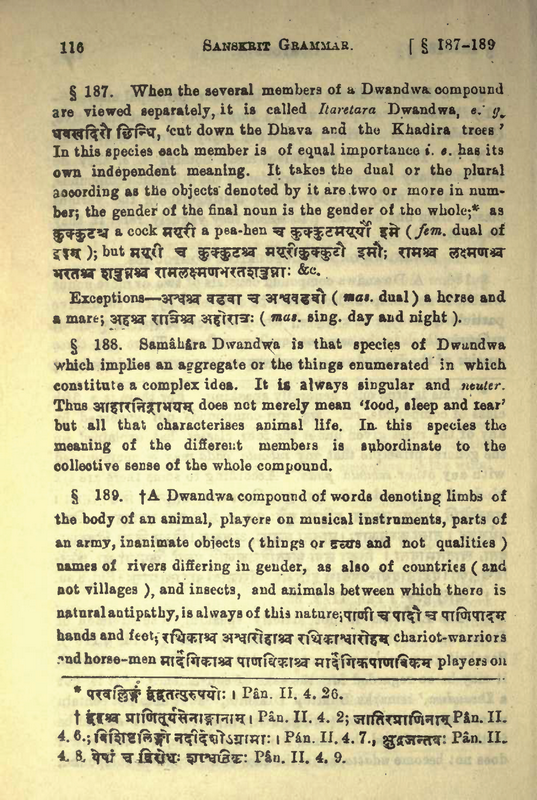 116 SANSKRIT GRAMMAR. [ § 187-189
§ 187. When the several members of a Dwandwa compound
are viewed separately, it is called Itaretara Dwandwa, e. g.
धवखदिरौ छिन्धि, ‘cut down the Dhava and the Khadira trees’
In this species each member is of equal importance i. e. has its
own independent meaning. It takes the dual or the plural
according as the objects denoted by it are two or more in num-
ber; the gender of the final noun is the gender of the whole;* as
कुक्कुटश्च a cock मयूरी a pea-hen च कुक्कुटमयूर्यौ इमे ( fem. dual of
इदम् ); but मयूरी च कुक्कुटश्च मयूरीकुक्कुटौ इमौ; रामश्च लक्ष्मणश्च
भरतश्च शत्रुघ्नश्च रामलक्ष्मणभरतशत्रुघ्नाः &c.
Exceptions—अश्वश्च वडवा च अश्ववडवौ ( mas. dual ) a horse and
a mare; अहश्च रात्रिश्च अहोरात्रः ( mas. sing. day and night ).
§ 188. Samâhâra Dwandwa is that species of Dwandwa
which implies an aggregate or the things enumerated in which
constitute a complex idea. It is always singular and neuter.
Thus आहारनिद्राभयम् does not merely mean ‘food, sleep and fear’
but all that characterises animal life. In this species the
meaning of the different members is subordinate to the
collective sense of the whole compound.
§ 189. †A Dwandwa compound of words denoting limbs of
the body of an animal, players on musical instruments, parts of
an army, inanimate objects ( things or द्रव्यs and not qualities )
names of rivers differing in gender, as also of countries ( and
not villages ), and insects, and animals between which there is
natural antipathy, is always of this nature; पाणी च पादौ च पाणिपादम्
hands and feet; रथिकाश्च अश्वारोहाश्च रथिकाश्वारोहम् chariot-warriors
and horse-men मार्दंगिकाश्च पाणविकाश्च मार्दंगिकपाणविकम् players on
* परवल्लिङ्गं द्वंद्वतत्पुरुषयोः । Pân. II. 4. 26.
† द्वंद्वश्च प्राणितूर्यसेनाङ्गानाम् । Pân. II. 4. 2; जातिरप्राणिनाम् Pân. II.
4. 6.; विशिष्टलिङ्गो नदीदेशोऽग्रामाः । Pán. II. 4. 7., क्षुद्रजन्तवः Pân. II.
4. 8. येषां च विरोधः शाश्वतिकः Pân. II. 4. 9.